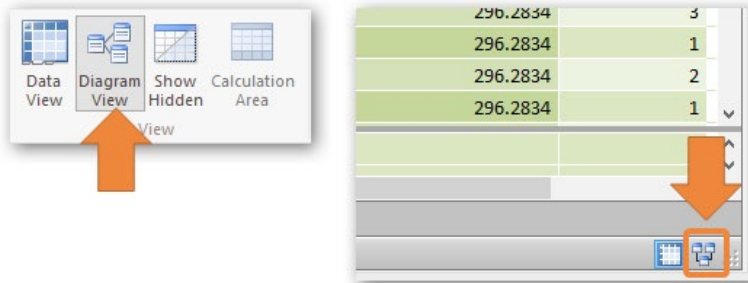 Data View
Diagram View
Show Hidden
Calculation Area
View
296.2834 3
296.2834 1
296.2834 2
296.2834 1